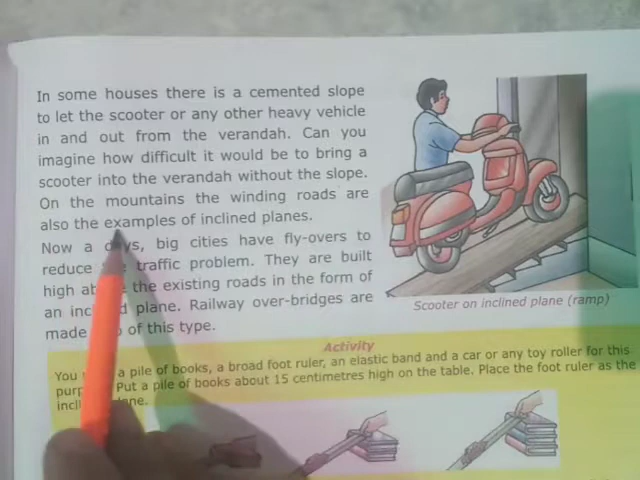 In some houses there is a cemented slope
to let the scooter or any other heavy vehicle
in and out from the verandah. Can you
imagine how difficult it would be to bring a
scooter into the verandah without the slope.
On the mountains the winding roads are
also the examples of inclined planes.
Now a days, big cities have fly-overs to
reduce traffic problem. They are built
high the existing roads in the form of
an plane. Railway over-bridges are
made of this type.
Scooter on inclined plane (ramp)
Activity
You a pile of books, a broad foot ruler, an elastic band and a car or any toy roller for this
Put a pile of books about 15 centimetres high on the table. Place the foot ruler as the